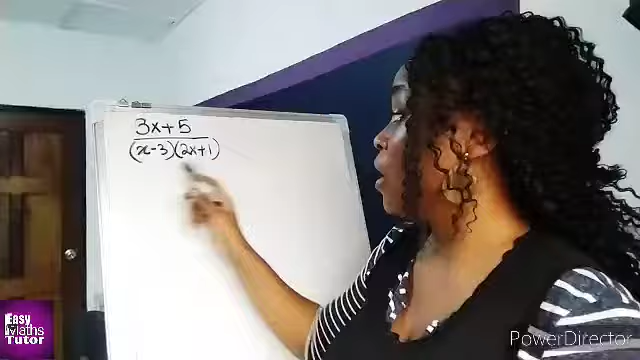 3x+5
(x-3)(2x+1)
Easy
Maths
Tutor
PowerDirector